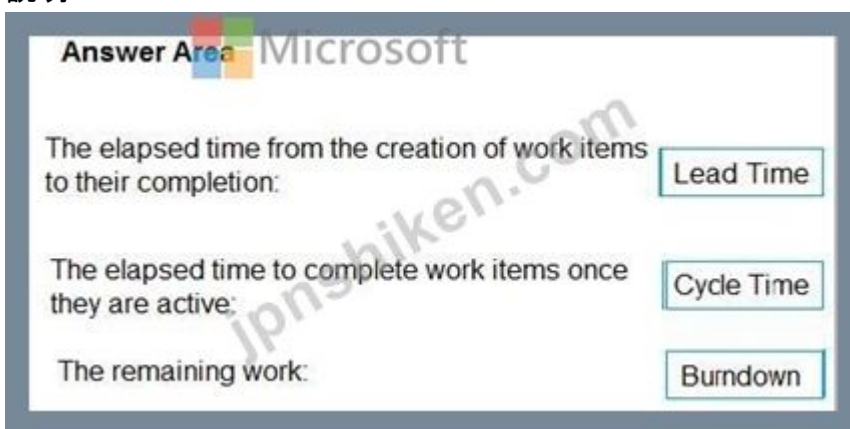 Answer Area
Microsoft
The elapsed time from the creation of work items
to their completion:
Lead Time
The elapsed time to complete work items once
they are active:
Cycle Time
The remaining work:
Burndown
jpnshiken.com